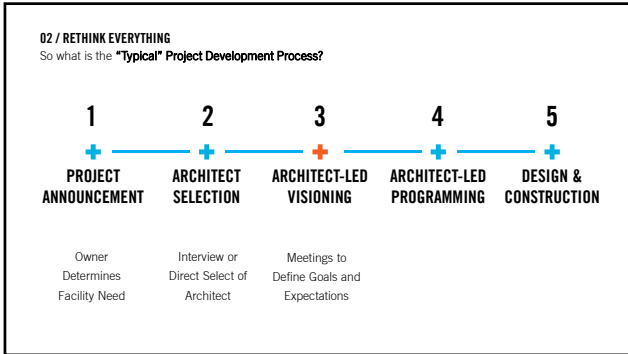 02 / RETHINK EVERYTHING
So what is the “Typical” Project Development Process?
1
2
3
4
5
PROJECT
ANNOUNCEMENT
ARCHITECT
SELECTION
ARCHITECT-LED
VISIONING
ARCHITECT-LED
PROGRAMMING
DESIGN &
CONSTRUCTION
Owner
Determines
Facility Need
Interview or
Direct Select of
Architect
Meetings to
Define Goals and
Expectations